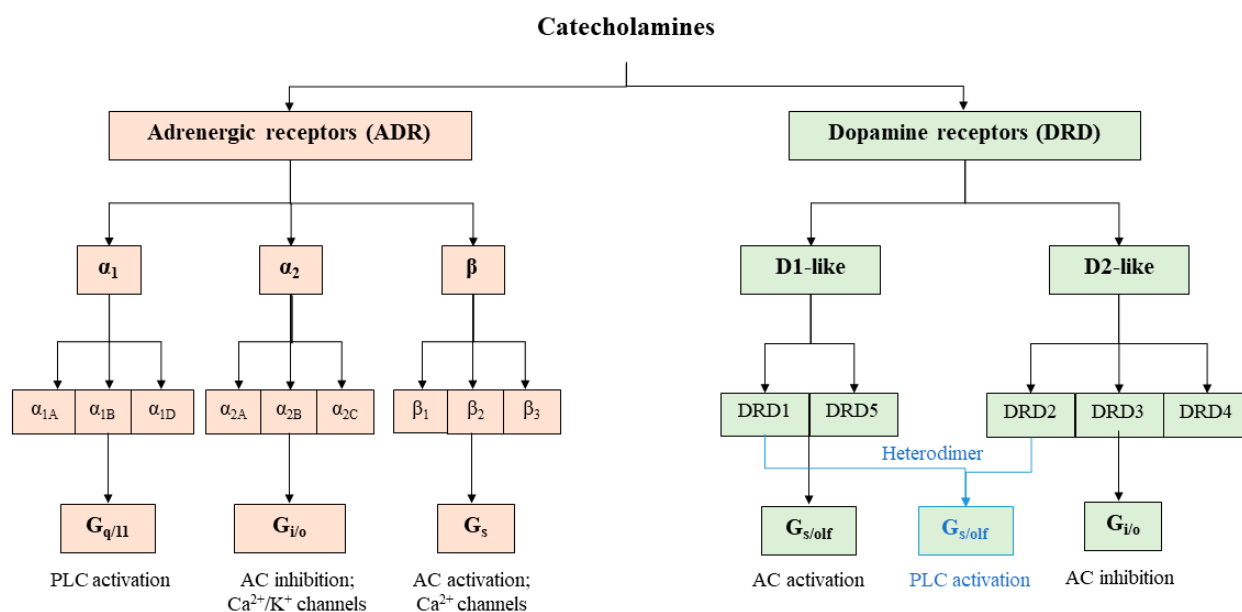 Catecholamines
Adrenergic receptors (ADR)
Dopamine receptors (DRD)
α₁
α₂
β
D1-like
D2-like
α₁A
α₁B
α₁D
α₂A
α₂B
α₂C
β₁
β₂
β₃
DRD1
DRD5
DRD2
DRD3
DRD4
Heterodimer
Gq/11
Gi/o
Gs
Gs/olf
Gs/olf
Gi/o
PLC activation
AC inhibition;
Ca²⁺/K⁺ channels
AC activation;
Ca²⁺ channels
AC activation
PLC activation
AC inhibition